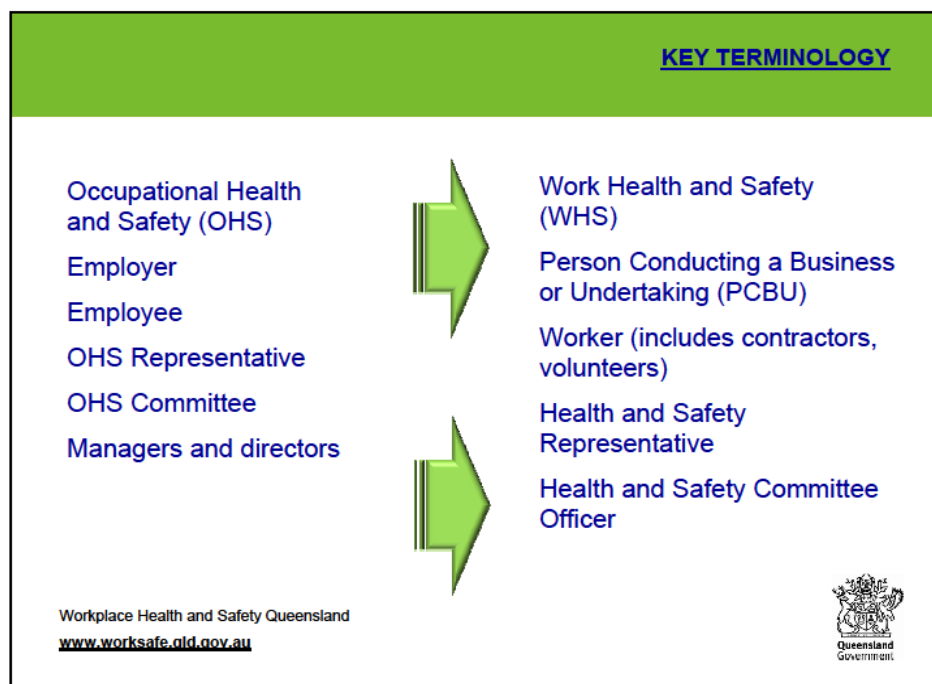 KEY TERMINOLOGY
Occupational Health
and Safety (OHS)
Employer
Employee
OHS Representative
OHS Committee
Managers and directors
Work Health and Safety
(WHS)
Person Conducting a Business
or Undertaking (PCBU)
Worker (includes contractors,
volunteers)
Health and Safety
Representative
Health and Safety Committee
Officer
Workplace Health and Safety Queensland
www.worksafe.qld.gov.au
Queensland
Government